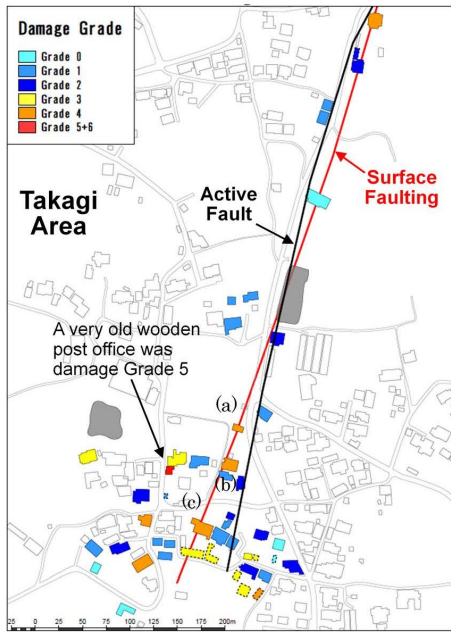 Damage Grade
Grade 0
Grade 1
Grade 2
Grade 3
Grade 4
Grade 5+6
Takagi
Area
Active
Fault
Surface
Faulting
A very old wooden
post office was
damage Grade 5
(a)
(b)
(c)
25 0 25 50 75 100 125 150 175 200m